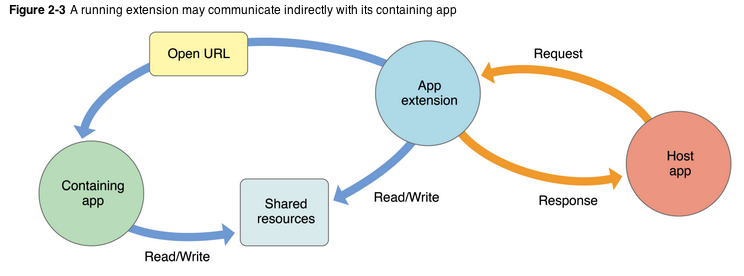 Figure 2-3 A running extension may communicate indirectly with its containing app
Open URL
Request
App
extension
Host
app
Containing
app
Shared
resources
Read/Write
Response
Read/Write